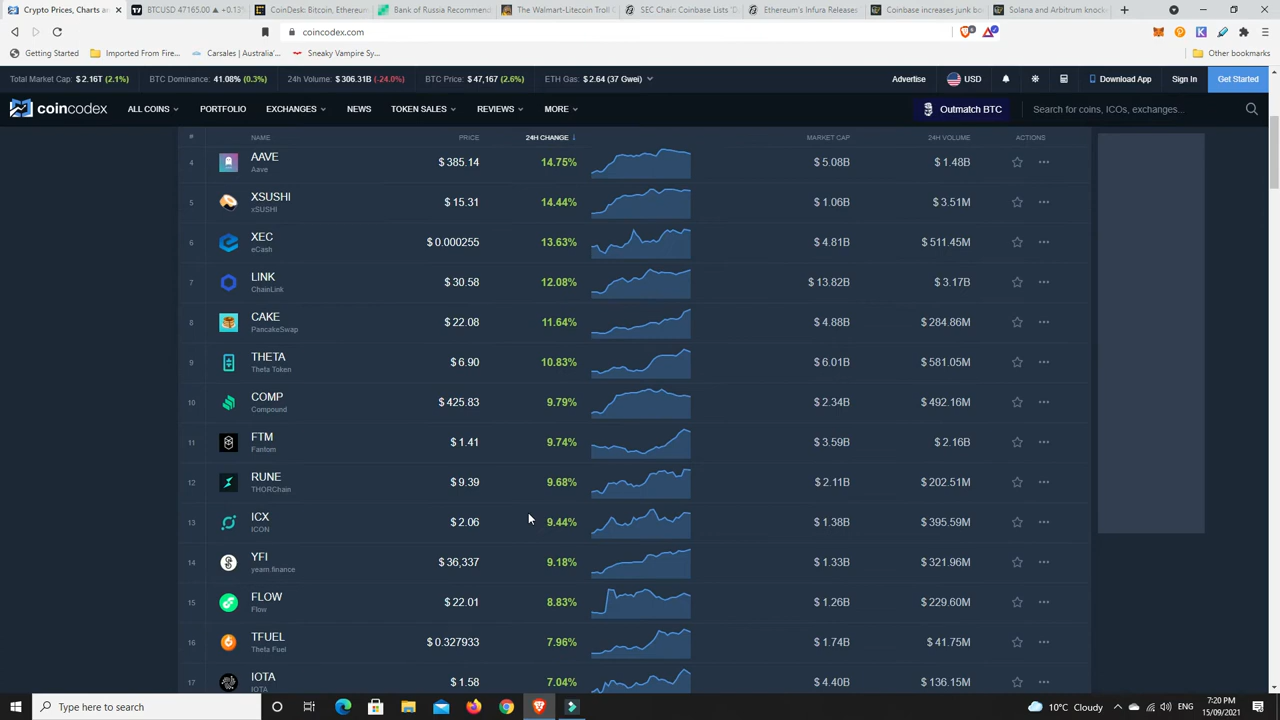 Crypto Prices, Charts an
BTCUSD 47165.00 ▲ +0.13%
CoinDesk: Bitcoin, Ethereum
Bank of Russia Recommend
The Walmart-Litecoin Troll
SEC Chain Coinbase Lists "D
Ethereum's Infura Releases
Coinbase increases junk bo
Solana and Arbitrum knock
coincodex.com
Getting Started
Imported From Fire...
Carsales | Australia'...
Sneaky Vampire Sy...
Other bookmarks
Total Market Cap: $ 2.16T (2.1%) BTC Dominance: 41.08% (0.3%) 24h Volume: $ 306.31B (-24.0%) BTC Price: $ 47,167 (2.6%) ETH Gas: $ 2.64 (37 Gwei)
Advertise USD Download App Sign In Get Started
coincodex ALL COINS PORTFOLIO EXCHANGES NEWS TOKEN SALES REVIEWS MORE Outmatch BTC Search for coins, ICOs, exchanges...
# NAME PRICE 24H CHANGE ↓ MARKET CAP 24H VOLUME ACTIONS
4 AAVE $ 385.14 14.75% $ 5.08B $ 1.48B
Aave
5 XSUSHI $ 15.31 14.44% $ 1.06B $ 3.51M
xSUSHI
6 XEC $ 0.000255 13.63% $ 4.81B $ 511.45M
eCash
7 LINK $ 30.58 12.08% $ 13.82B $ 3.17B
ChainLink
8 CAKE $ 22.08 11.64% $ 4.88B $ 284.86M
PancakeSwap
9 THETA $ 6.90 10.83% $ 6.01B $ 581.05M
Theta Token
10 COMP $ 425.83 9.79% $ 2.34B $ 492.16M
Compound
11 FTM $ 1.41 9.74% $ 3.59B $ 2.16B
Fantom
12 RUNE $ 9.39 9.68% $ 2.11B $ 202.51M
THORChain
13 ICX $ 2.06 9.44% $ 1.38B $ 395.59M
ICON
14 YFI $ 36,337 9.18% $ 1.33B $ 321.96M
yearn.finance
15 FLOW $ 22.01 8.83% $ 1.26B $ 229.60M
Flow
16 TFUEL $ 0.327933 7.96% $ 1.74B $ 41.75M
Theta Fuel
17 IOTA $ 1.58 7.04% $ 4.40B $ 136.15M
IOTA
Type here to search
10°C Cloudy
ENG
7:20 PM
15/09/2021